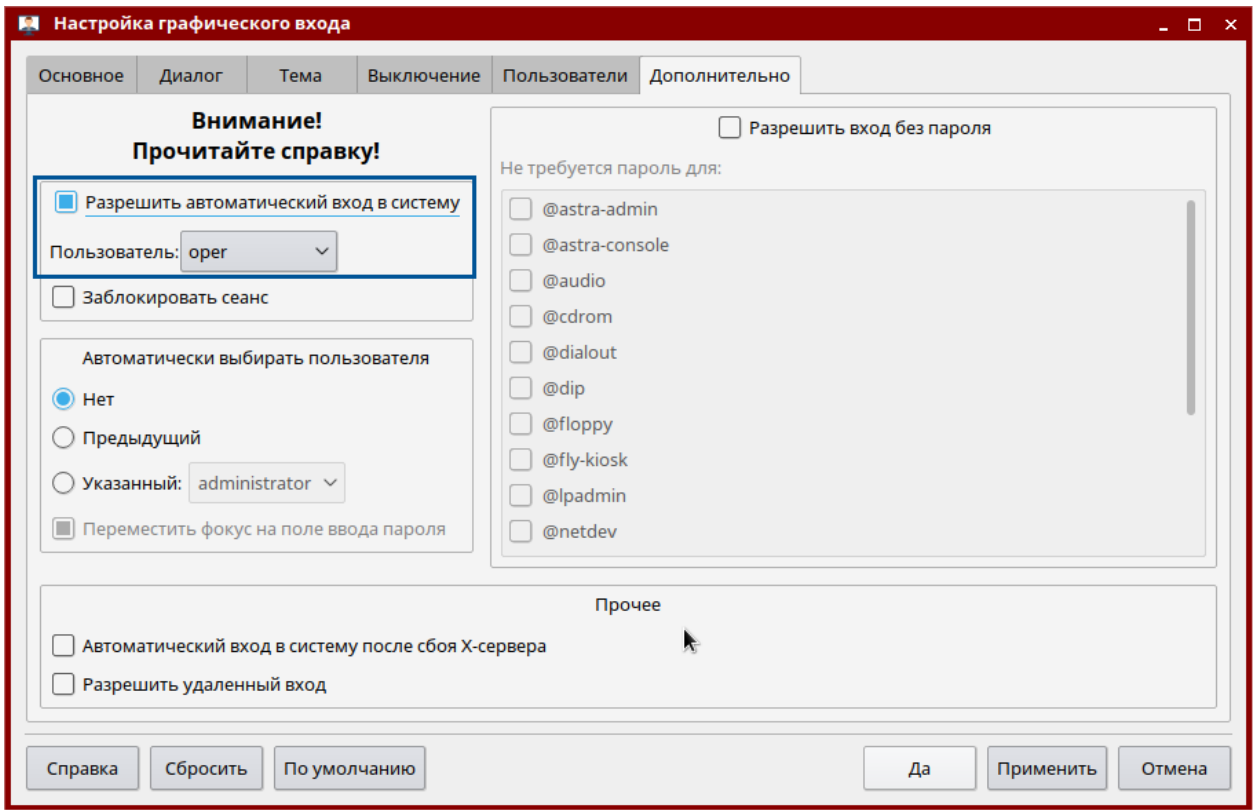 Настройка графического входа
Основное Диалог Тема Выключение Пользователи Дополнительно
Внимание!
Прочитайте справку!
Разрешить автоматический вход в систему
Пользователь: oper
Заблокировать сеанс
Автоматически выбирать пользователя
Нет
Предыдущий
Указанный: administrator
Переместить фокус на поле ввода пароля
Разрешить вход без пароля
Не требуется пароль для:
@astra-admin
@astra-console
@audio
@cdrom
@dialout
@dip
@floppy
@fly-kiosk
@lpadmin
@netdev
Прочее
Автоматический вход в систему после сбоя X-сервера
Разрешить удаленный вход
Справка Сбросить По умолчанию Да Применить Отмена